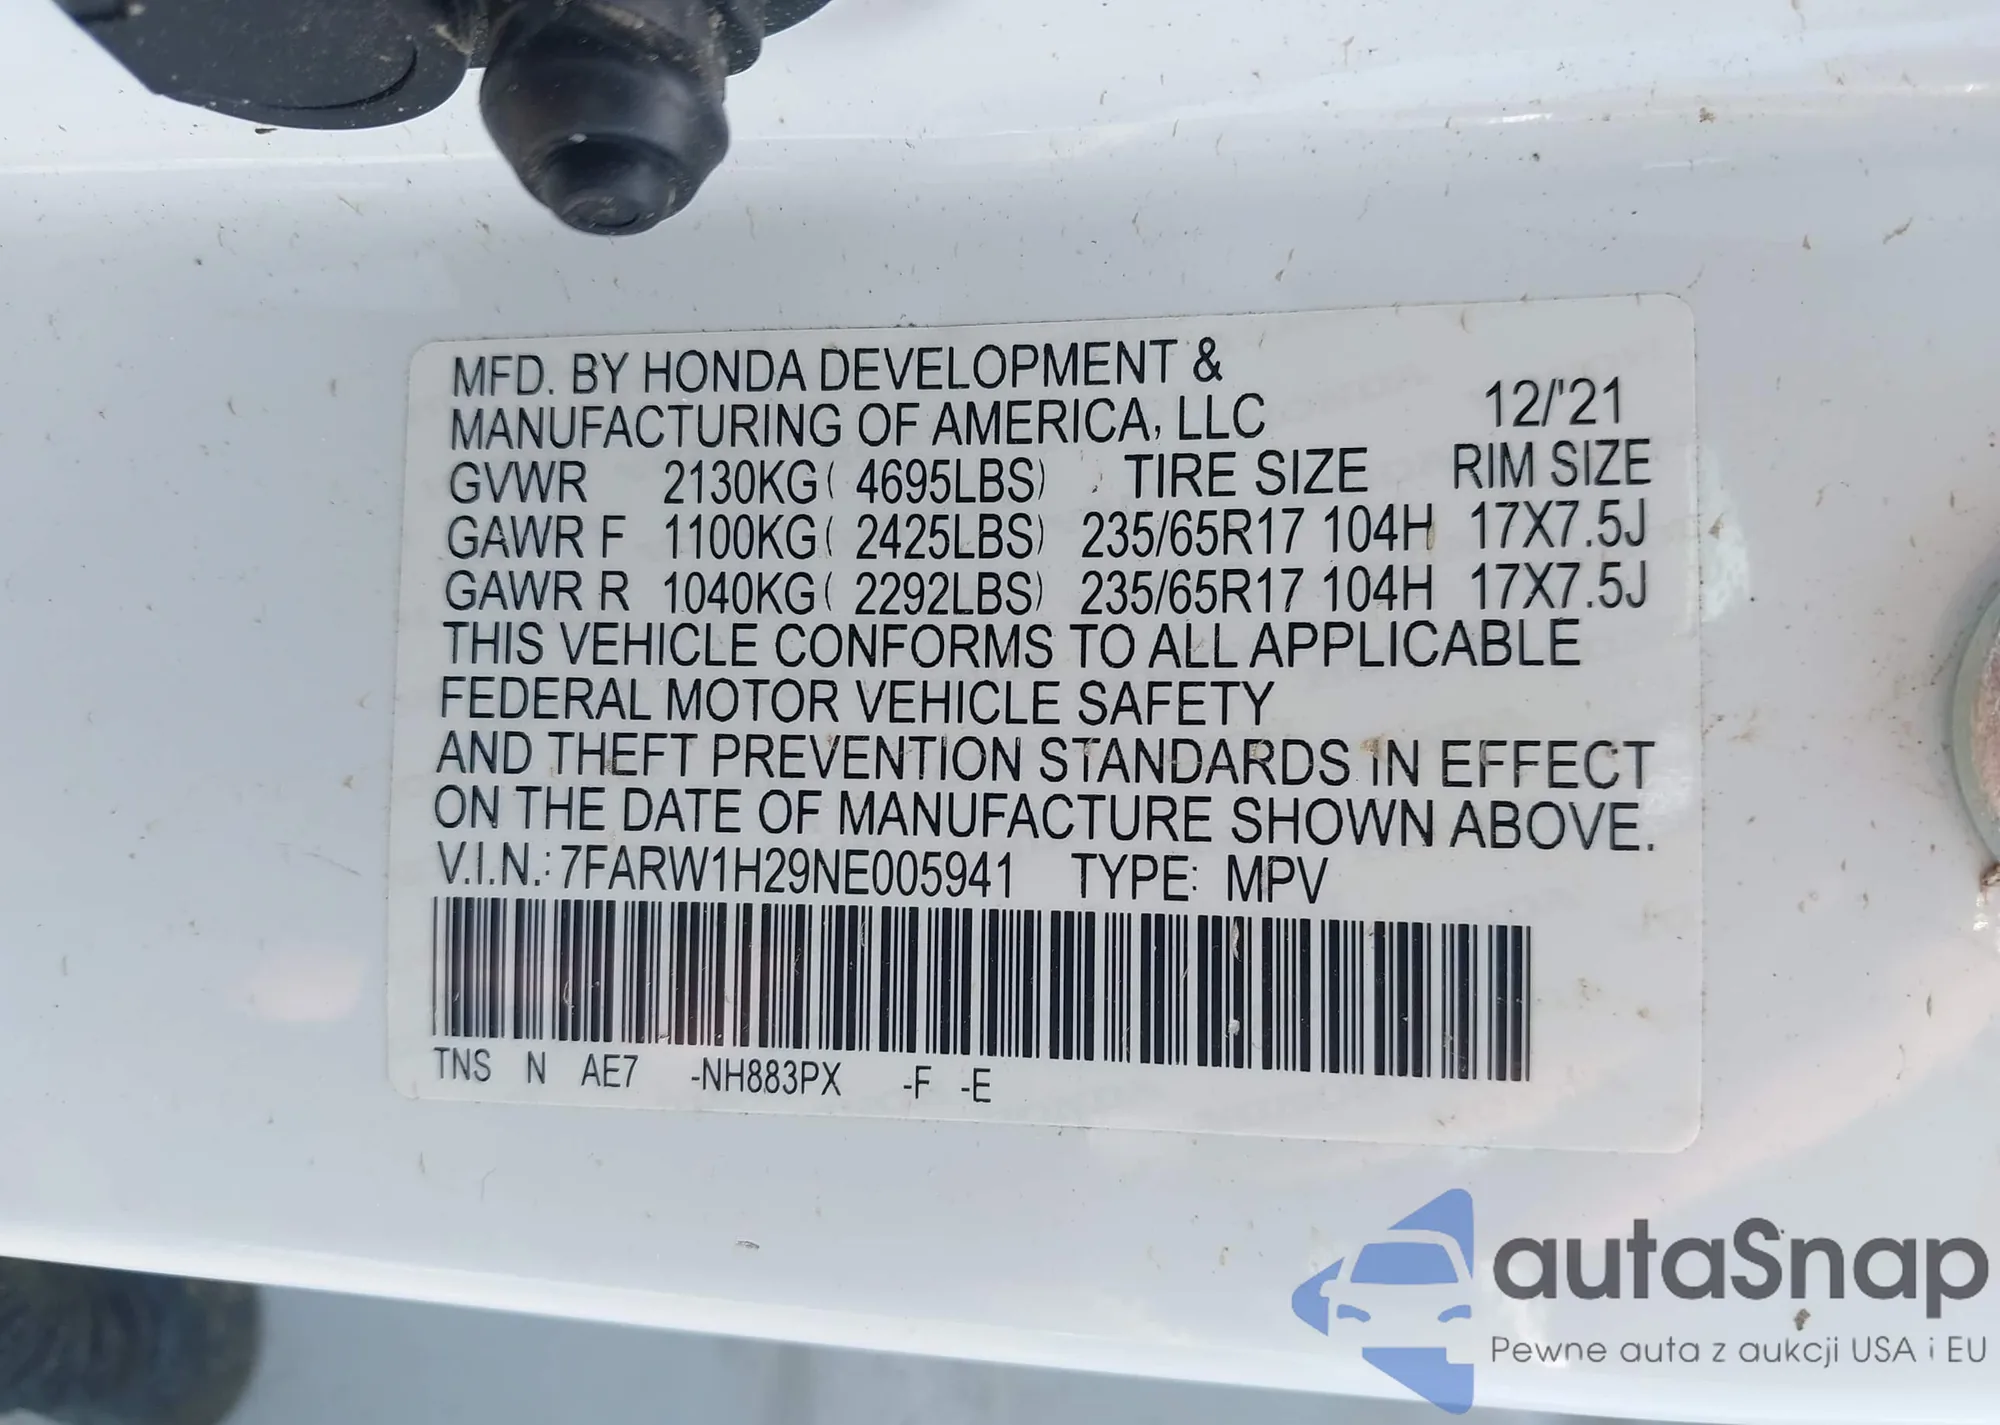 MFD. BY HONDA DEVELOPMENT &
MANUFACTURING OF AMERICA, LLC 12/'21
GVWR 2130KG( 4695LBS) TIRE SIZE RIM SIZE
GAWR F 1100KG( 2425LBS) 235/65R17 104H 17X7.5J
GAWR R 1040KG( 2292LBS) 235/65R17 104H 17X7.5J
THIS VEHICLE CONFORMS TO ALL APPLICABLE
FEDERAL MOTOR VEHICLE SAFETY
AND THEFT PREVENTION STANDARDS IN EFFECT
ON THE DATE OF MANUFACTURE SHOWN ABOVE.
V.I.N.: 7FARW1H29NE005941 TYPE: MPV
TNS N AE7 -NH883PX -F -E
autaSnap
Pewne auta z aukcji USA i EU